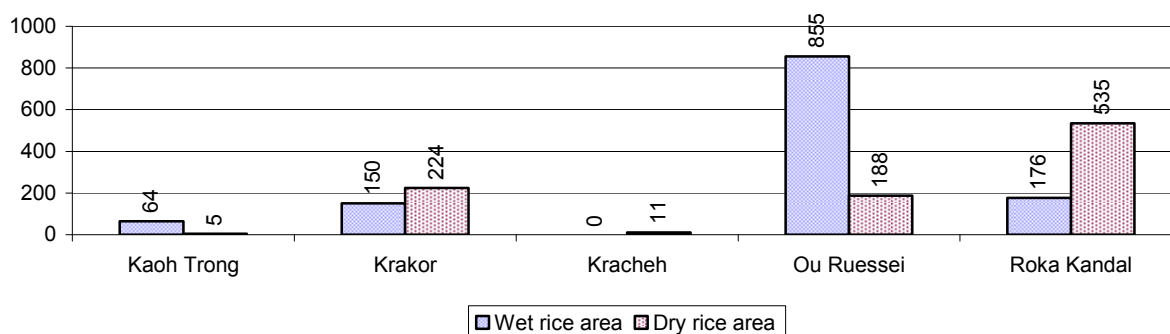 1000
800
600
400
200
0
64
5
150
224
0
11
855
188
176
535
Kaoh Trong
Krakor
Kracheh
Ou Ruessei
Roka Kandal
Wet rice area
Dry rice area